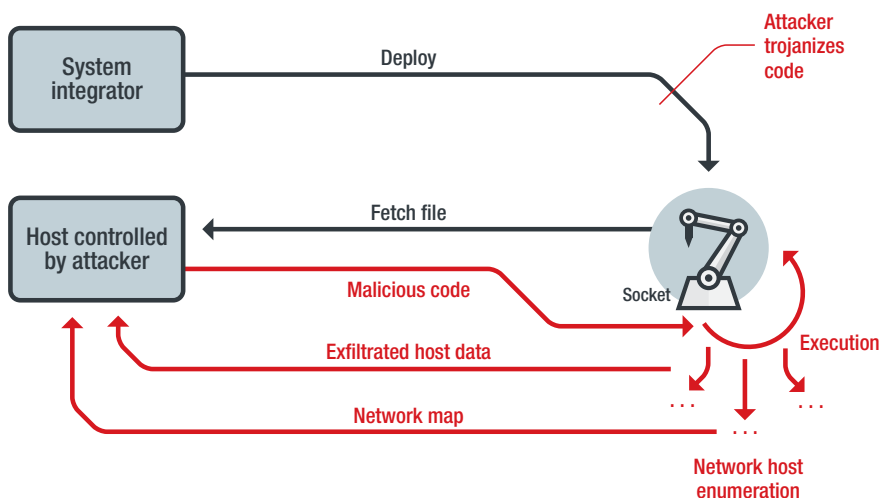 Attacker
trojanizes
code
System
integrator
Deploy
Fetch file
Host controlled
by attacker
Malicious code
Socket
Exfiltrated host data
Execution
. . .
. . .
Network map
. . .
Network host
enumeration